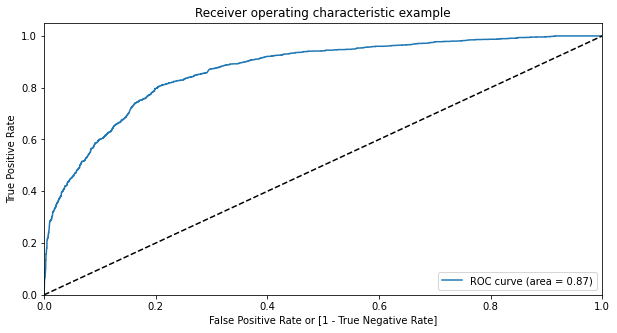 Receiver operating characteristic example
True Positive Rate
1.0
0.8
0.6
0.4
0.2
0.0
0.0 0.2 0.4 0.6 0.8 1.0
ROC curve (area = 0.87)
False Positive Rate or [1 - True Negative Rate]